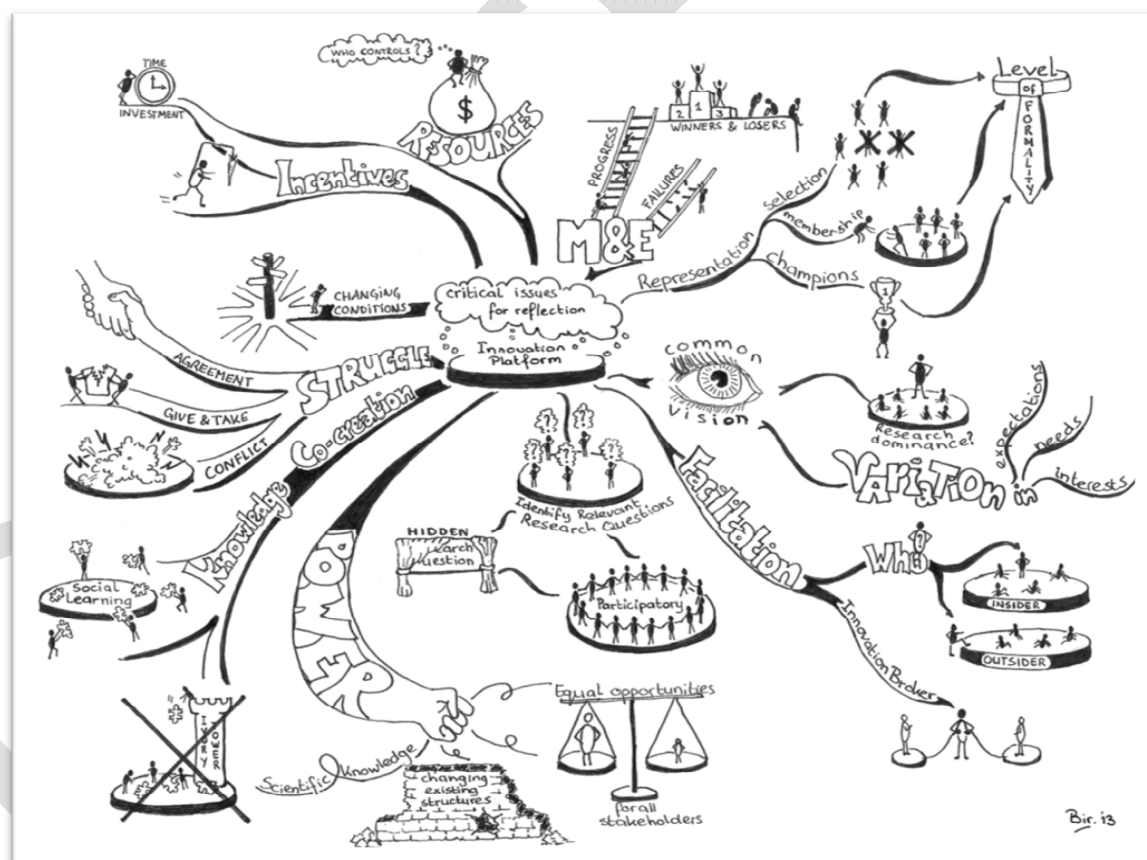 WHO CONTROLS?
$
RESOURCES
TIME
INVESTMENT
Incentives
PROGRESS
FAILURES
M&E
2 1 3
WINNERS & LOSERS
Representation
selection
membership
champions
1
Level
of
FORMALITY
CHANGING
CONDITIONS
critical issues
for reflection
Innovation
Platform
STRUGGLE
AGREEMENT
GIVE & TAKE
CONFLICT
common
vision
Research
dominance?
VARIATION in
expectations
needs
interests
Knowledge Co-creation
Social
Learning
IVORY
TOWER
POWER
Scientific Knowledge
changing
existing
structures
Equal opportunities
for all
stakeholders
? ? ? ? ?
Identify Relevant
Research Questions
HIDDEN
earch
uestion
Participatory
Facilitation
Who
?
INSIDER
OUTSIDER
Innovation Broker
Bir. 13